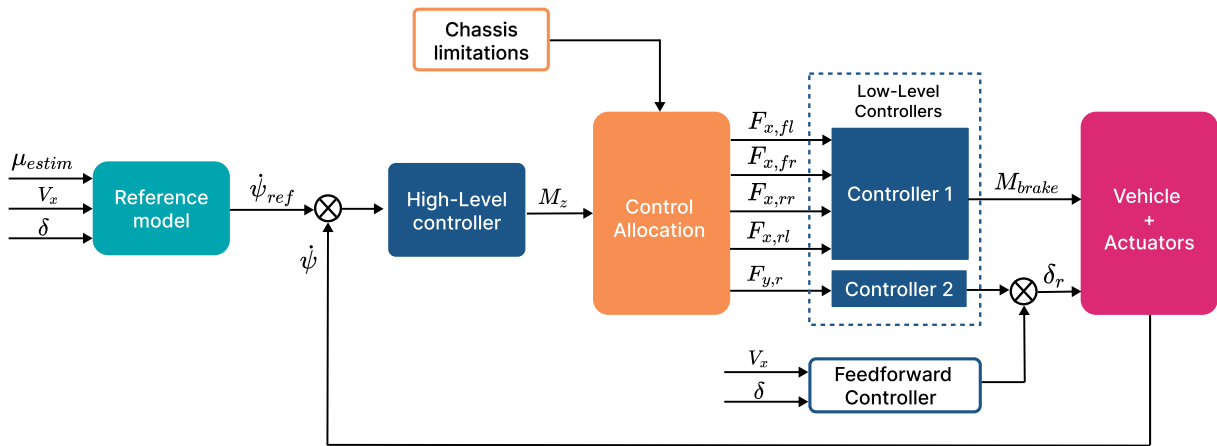 Chassis
limitations
Low-Level
Controllers
μ_{estim}
V_x
δ
Reference
model
ψ̇_{ref}
ψ̇
High-Level
controller
M_z
Control
Allocation
F_{x,fl}
F_{x,fr}
F_{x,rr}
F_{x,rl}
F_{y,r}
Controller 1
Controller 2
M_{brake}
δ_r
Vehicle
+
Actuators
V_x
δ
Feedforward
Controller